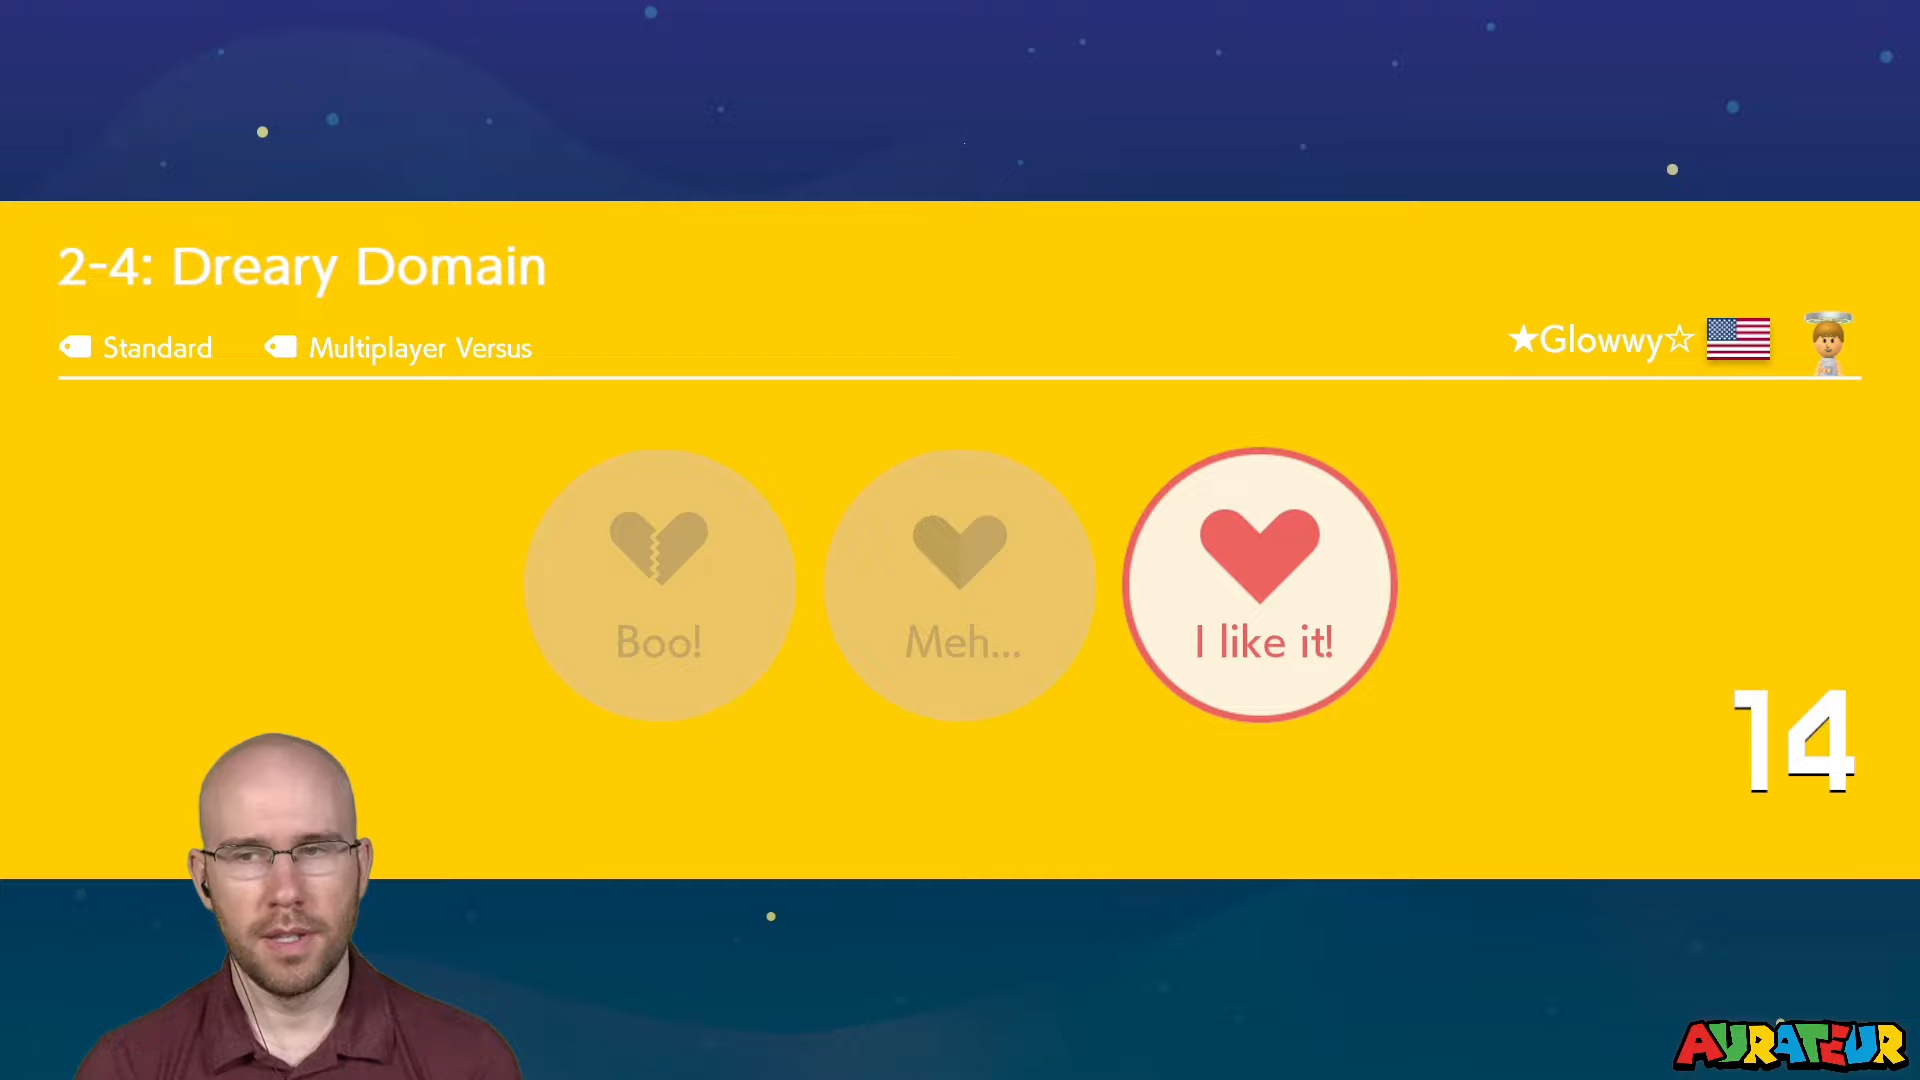 2-4: Dreary Domain
Standard
Multiplayer Versus
★Glowwy☆
Boo!
Meh...
I like it!
14
AURATEUR